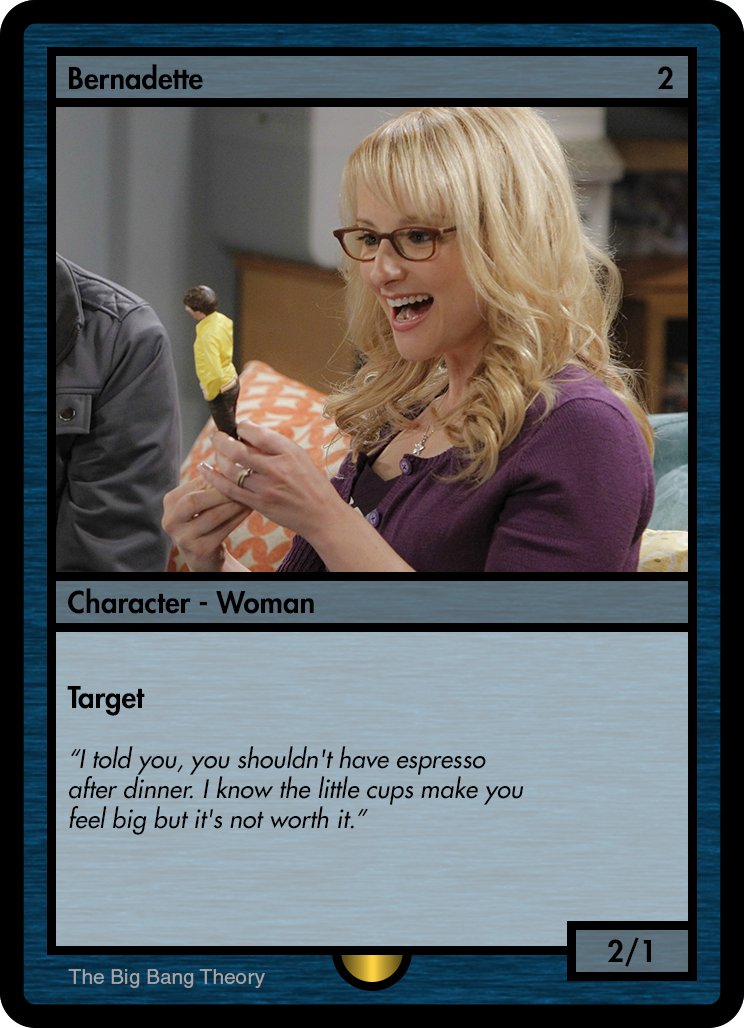 Bernadette 2
Character - Woman
Target
“I told you, you shouldn't have espresso
after dinner. I know the little cups make you
feel big but it's not worth it.”
2/1
The Big Bang Theory